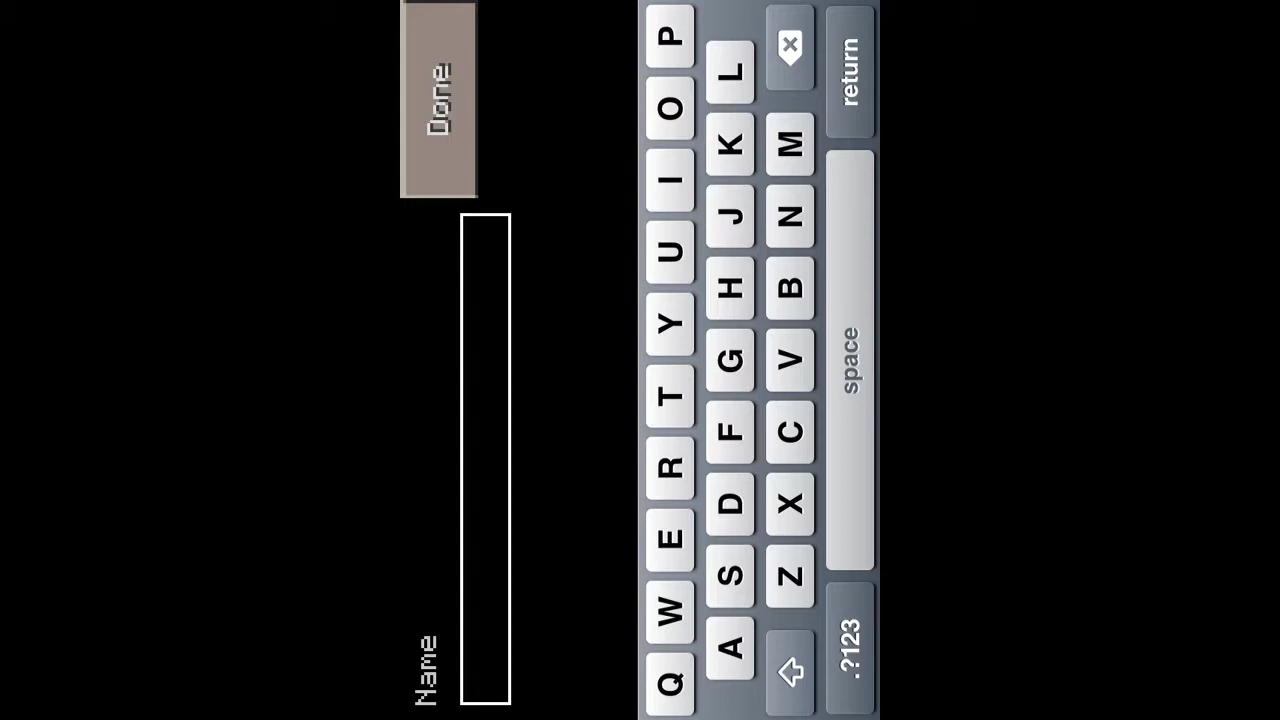 Done
Name
Q W E R T Y U I O P
A S D F G H J K L
Z X C V B N M
.?123 space return